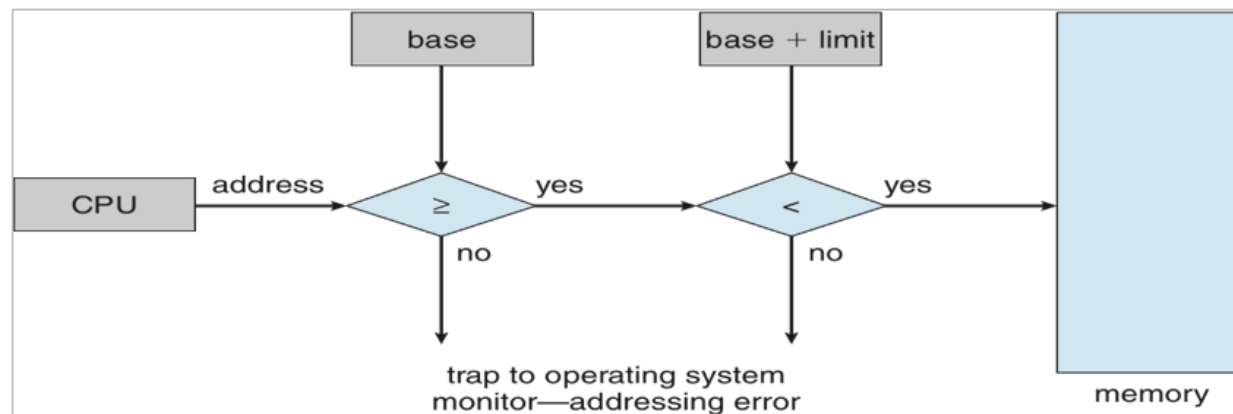 base
base + limit
CPU
address
≥
yes
<
yes
no
no
trap to operating system
monitor—addressing error
memory